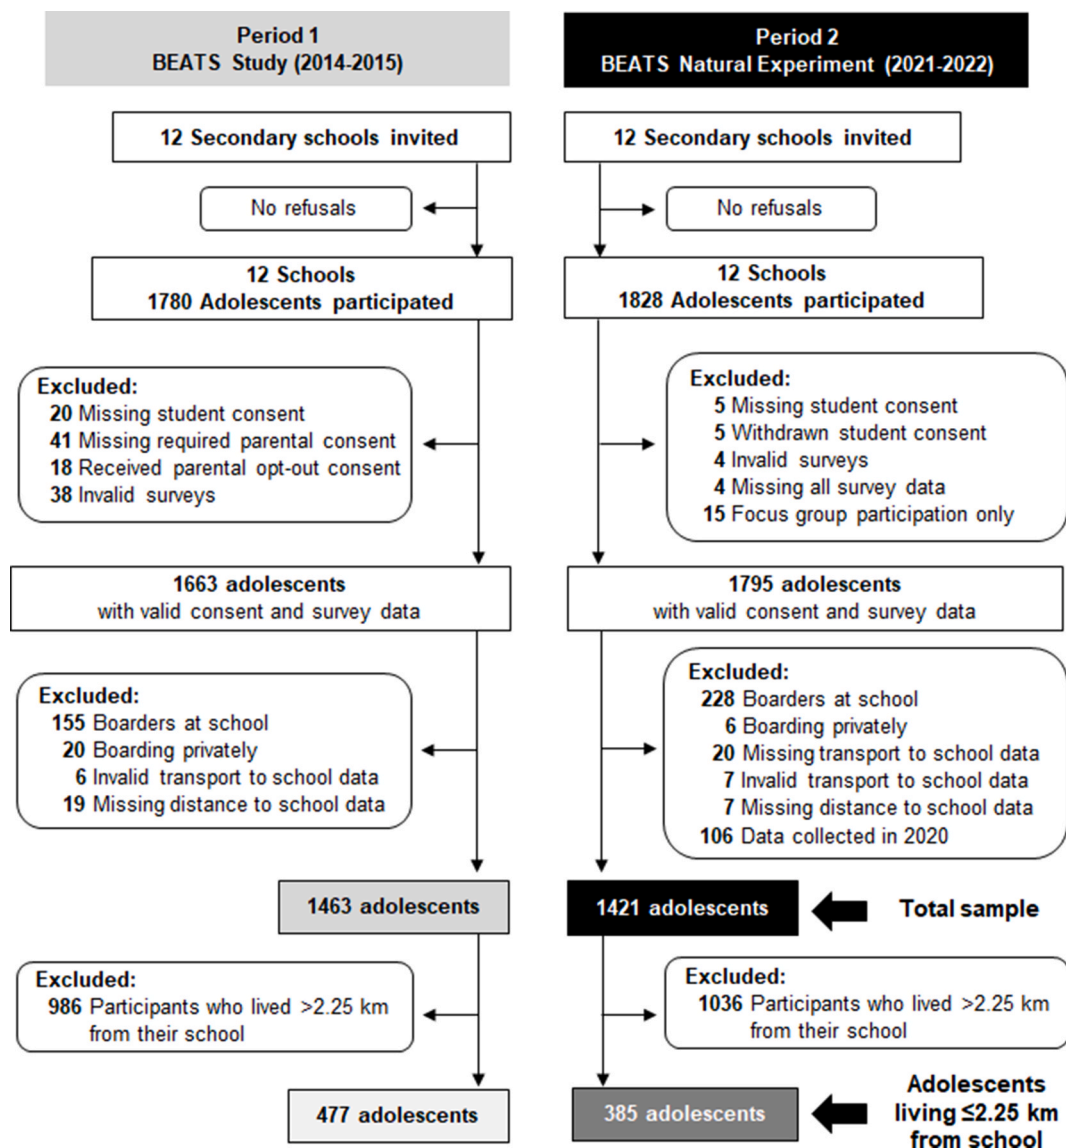 Period 1
BEATS Study (2014-2015)
12 Secondary schools invited
No refusals
12 Schools
1780 Adolescents participated
Excluded:
20 Missing student consent
41 Missing required parental consent
18 Received parental opt-out consent
38 Invalid surveys
1663 adolescents
with valid consent and survey data
Excluded:
155 Boarders at school
20 Boarding privately
6 Invalid transport to school data
19 Missing distance to school data
1463 adolescents
Excluded:
986 Participants who lived >2.25 km
from their school
477 adolescents
Period 2
BEATS Natural Experiment (2021-2022)
12 Secondary schools invited
No refusals
12 Schools
1828 Adolescents participated
Excluded:
5 Missing student consent
5 Withdrawn student consent
4 Invalid surveys
4 Missing all survey data
15 Focus group participation only
1795 adolescents
with valid consent and survey data
Excluded:
228 Boarders at school
6 Boarding privately
20 Missing transport to school data
7 Invalid transport to school data
7 Missing distance to school data
106 Data collected in 2020
1421 adolescents
Total sample
Excluded:
1036 Participants who lived >2.25 km
from their school
385 adolescents
Adolescents
living ≤2.25 km
from school